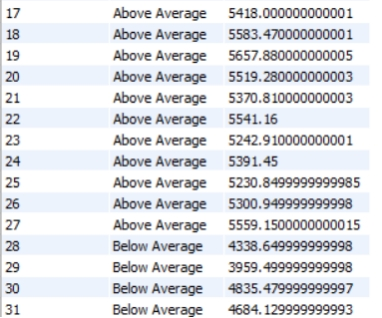 17 Above Average 5418.000000000001
18 Above Average 5583.470000000001
19 Above Average 5657.880000000005
20 Above Average 5519.280000000003
21 Above Average 5370.810000000003
22 Above Average 5541.16
23 Above Average 5242.910000000001
24 Above Average 5391.45
25 Above Average 5230.8499999999985
26 Above Average 5300.949999999998
27 Above Average 5559.1500000000015
28 Below Average 4338.649999999998
29 Below Average 3959.499999999998
30 Below Average 4835.479999999997
31 Below Average 4684.129999999993